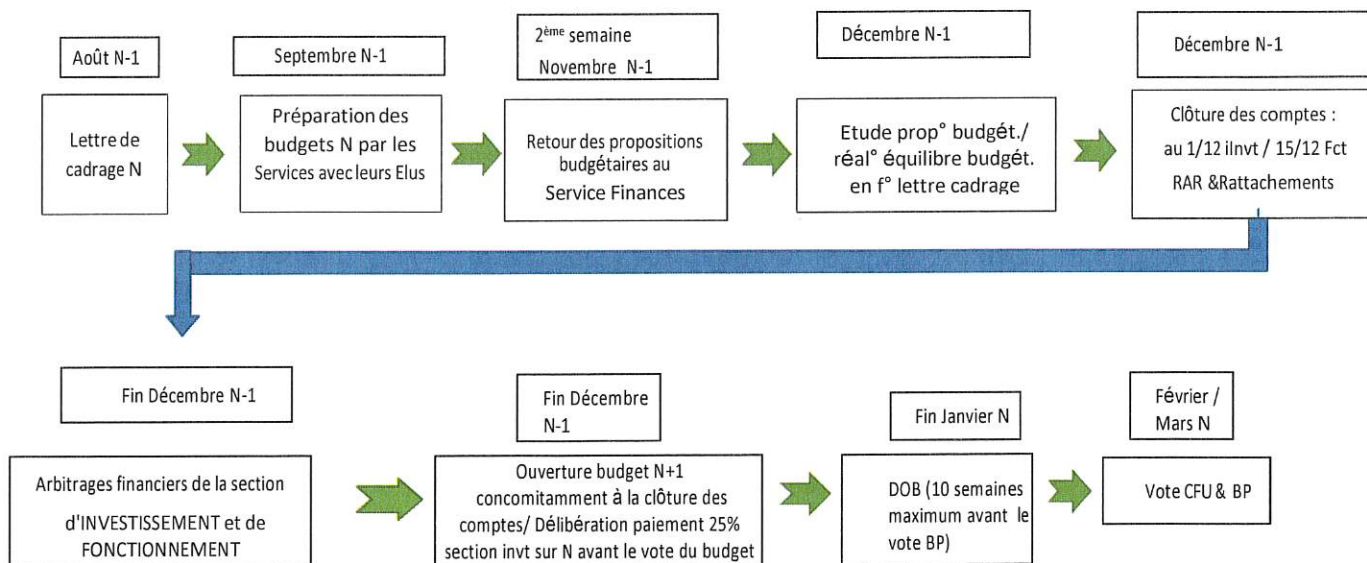 Août N-1
Lettre de
cadrage N
Septembre N-1
Préparation des
budgets N par les
Services avec leurs Elus
2ème semaine
Novembre N-1
Retour des propositions
budgétaires au
Service Finances
Décembre N-1
Etude prop° budgét./
réal° équilibre budgét.
en f° lettre cadrage
Décembre N-1
Clôture des comptes :
au 1/12 iInvt / 15/12 Fct
RAR &Rattachements
Fin Décembre N-1
Arbitrages financiers de la section
d'INVESTISSEMENT et de
FONCTIONNEMENT
Fin Décembre
N-1
Ouverture budget N+1
concomitamment à la clôture des
comptes/ Délibération paiement 25%
section invt sur N avant le vote du budget
Fin Janvier N
DOB (10 semaines
maximum avant le
vote BP)
Février /
Mars N
Vote CFU & BP